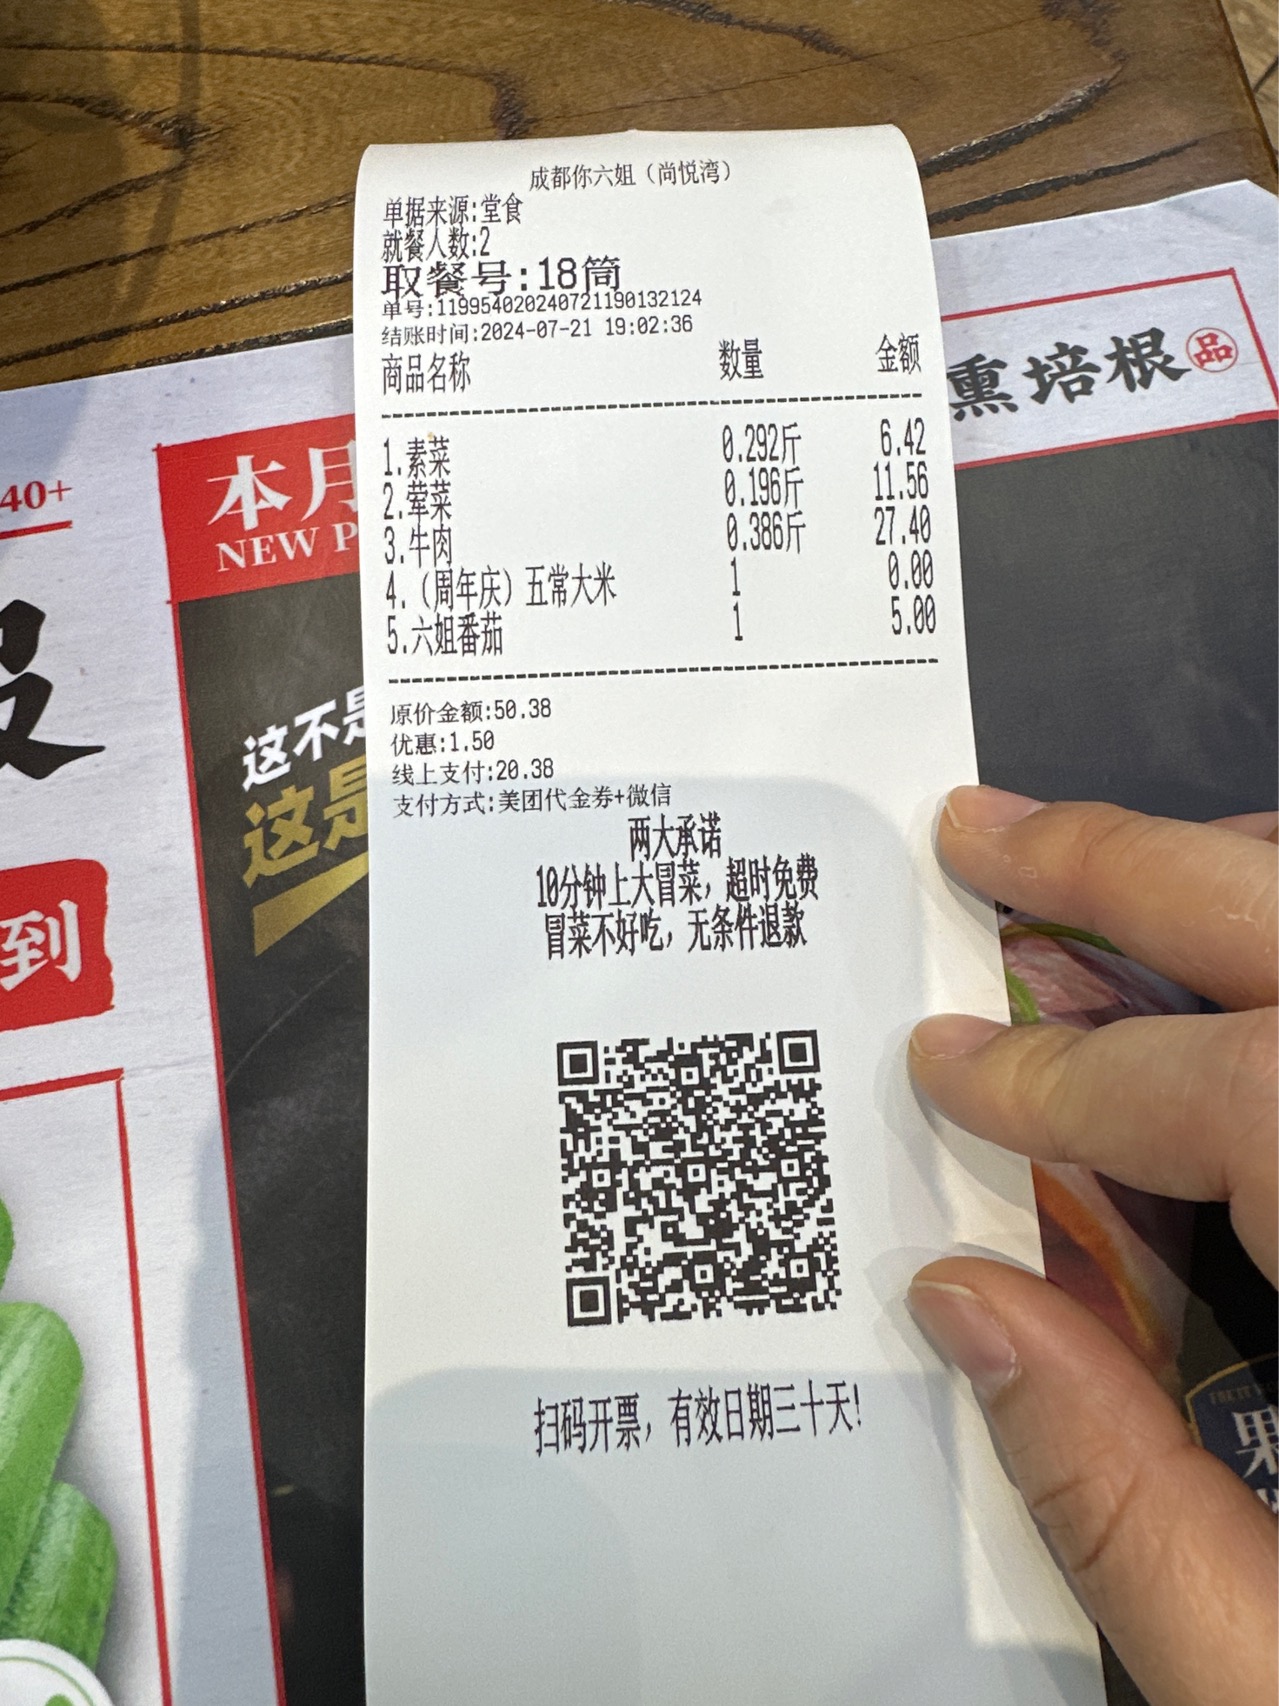 成都你六姐（尚悦湾）
单据来源:堂食
就餐人数:2
取餐号:18筒
单号:119954020240721190132124
结账时间:2024-07-21 19:02:36
商品名称 数量 金额
1.素菜 0.292斤 6.42
2.荤菜 0.196斤 11.56
3.牛肉 0.386斤 27.40
4.（周年庆）五常大米 1 0.00
5.六姐番茄 1 5.00
原价金额:50.38
优惠:1.50
线上支付:20.38
支付方式:美团代金券+微信
两大承诺
10分钟上大冒菜，超时免费
冒菜不好吃，无条件退款
扫码开票，有效日期三十天!
熏培根
品
40+
本月
NEW P
这不是
这是
到
果